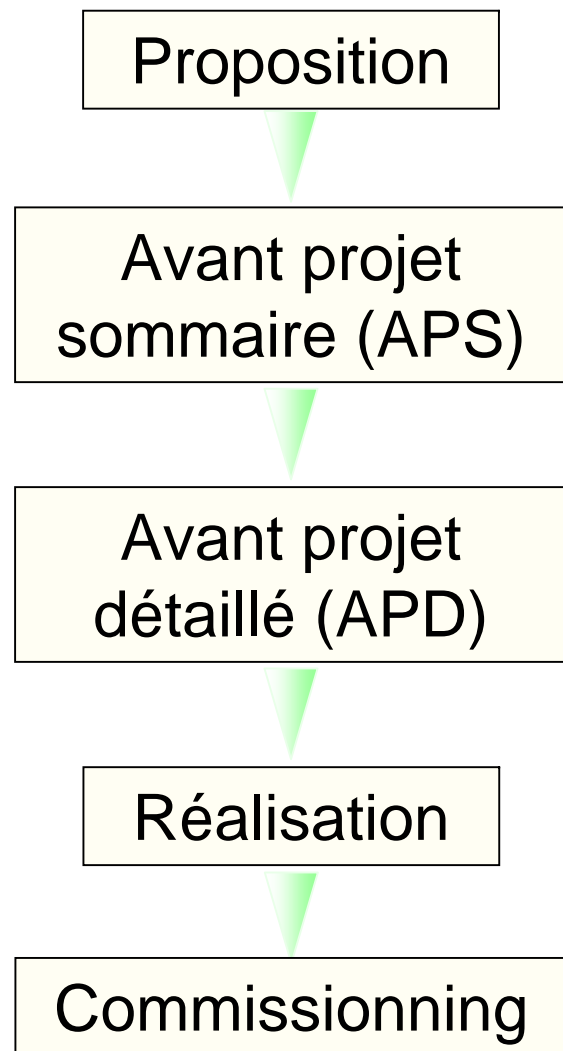 Proposition
Avant projet
sommaire (APS)
Avant projet
détaillé (APD)
Réalisation
Commissionning